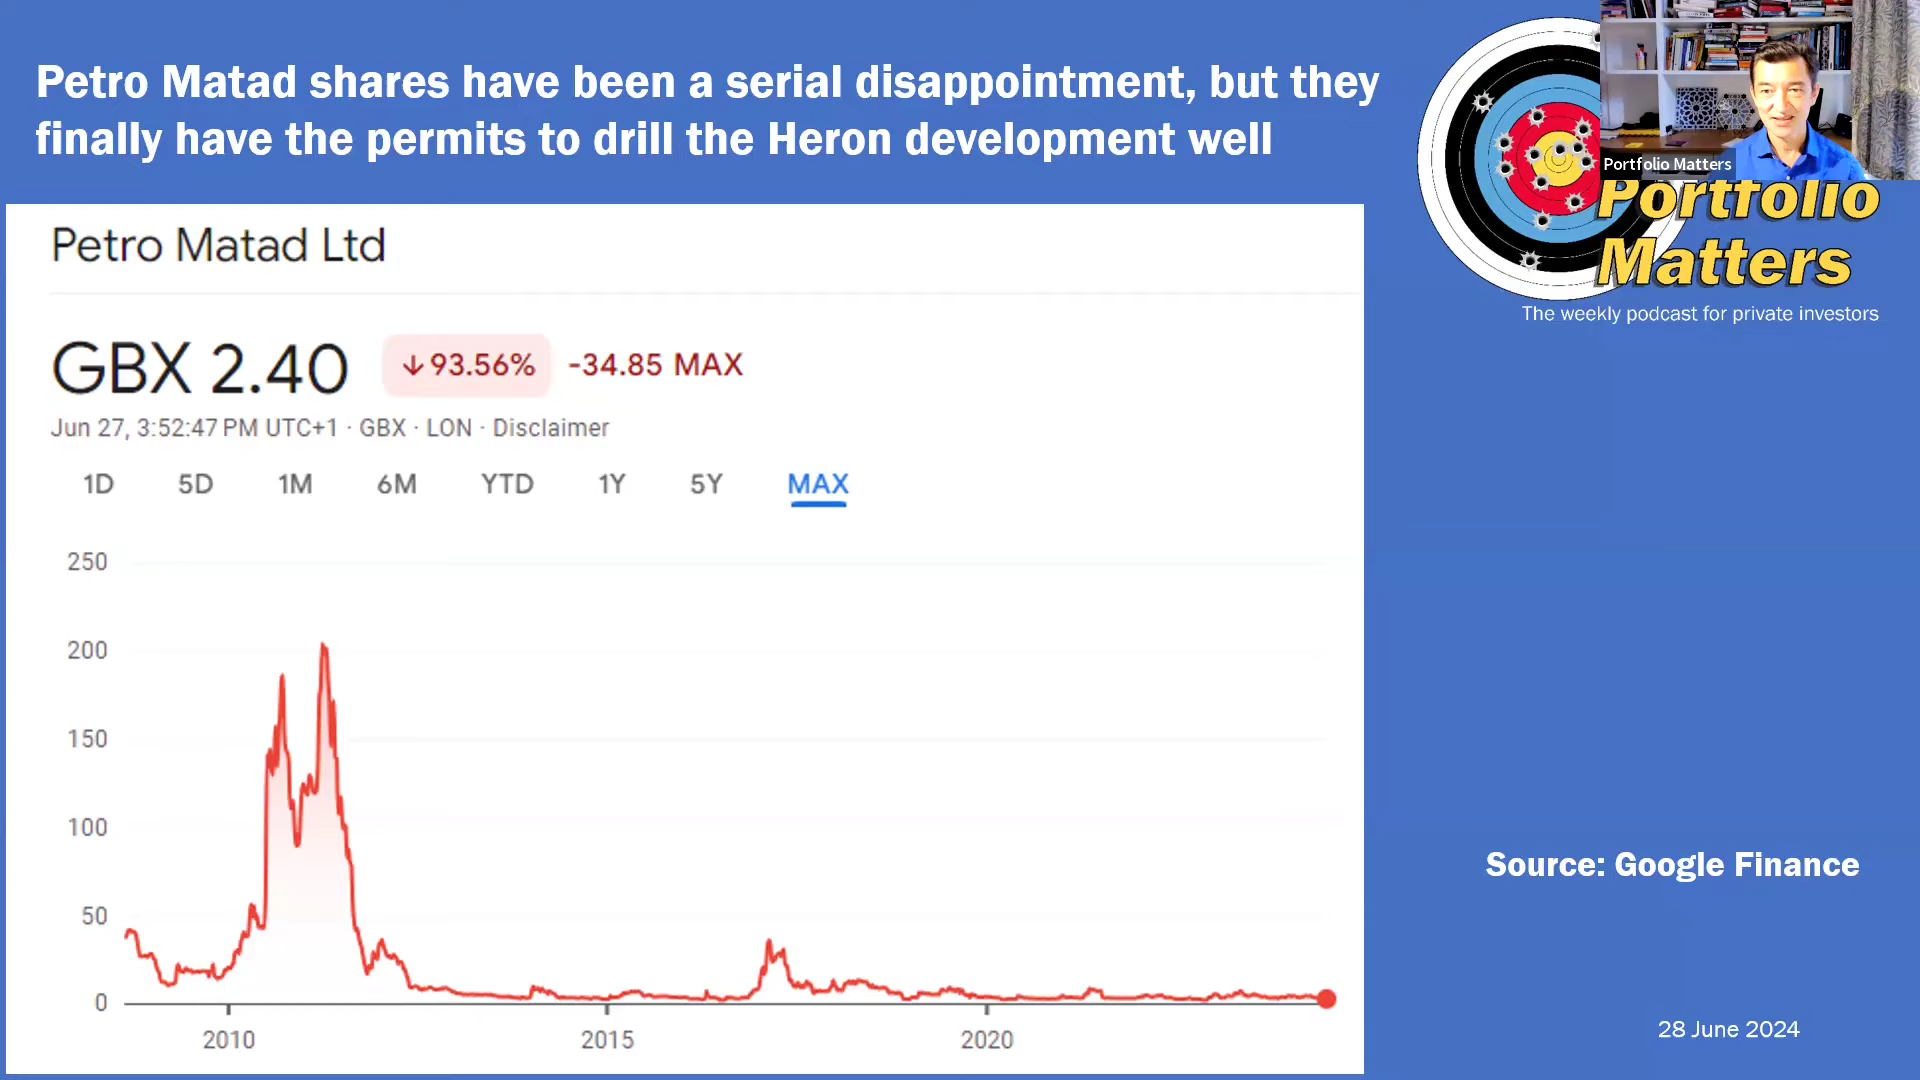 Petro Matad shares have been a serial disappointment, but they
finally have the permits to drill the Heron development well
Portfolio Matters
Portfolio
Matters
The weekly podcast for private investors
Petro Matad Ltd
GBX 2.40 ↓93.56% -34.85 MAX
Jun 27, 3:52:47 PM UTC+1 · GBX · LON · Disclaimer
1D 5D 1M 6M YTD 1Y 5Y MAX
250
200
150
100
50
0
2010 2015 2020
Source: Google Finance
28 June 2024